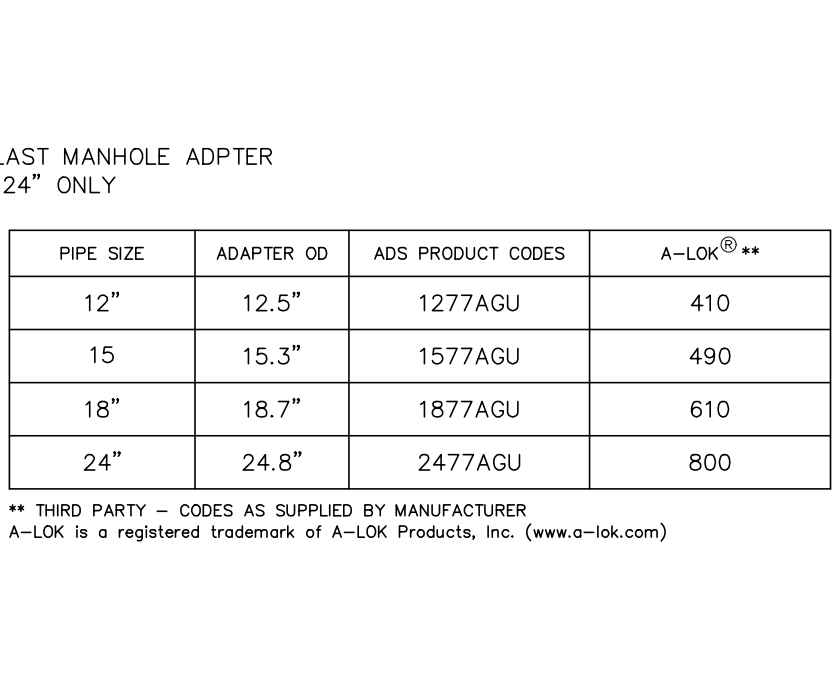 LAST MANHOLE ADPTER
24” ONLY
PIPE SIZE ADAPTER OD ADS PRODUCT CODES A-LOK® **
12” 12.5” 1277AGU 410
15 15.3” 1577AGU 490
18” 18.7” 1877AGU 610
24” 24.8” 2477AGU 800
** THIRD PARTY – CODES AS SUPPLIED BY MANUFACTURER
A-LOK is a registered trademark of A-LOK Products, Inc. (www.a-lok.com)